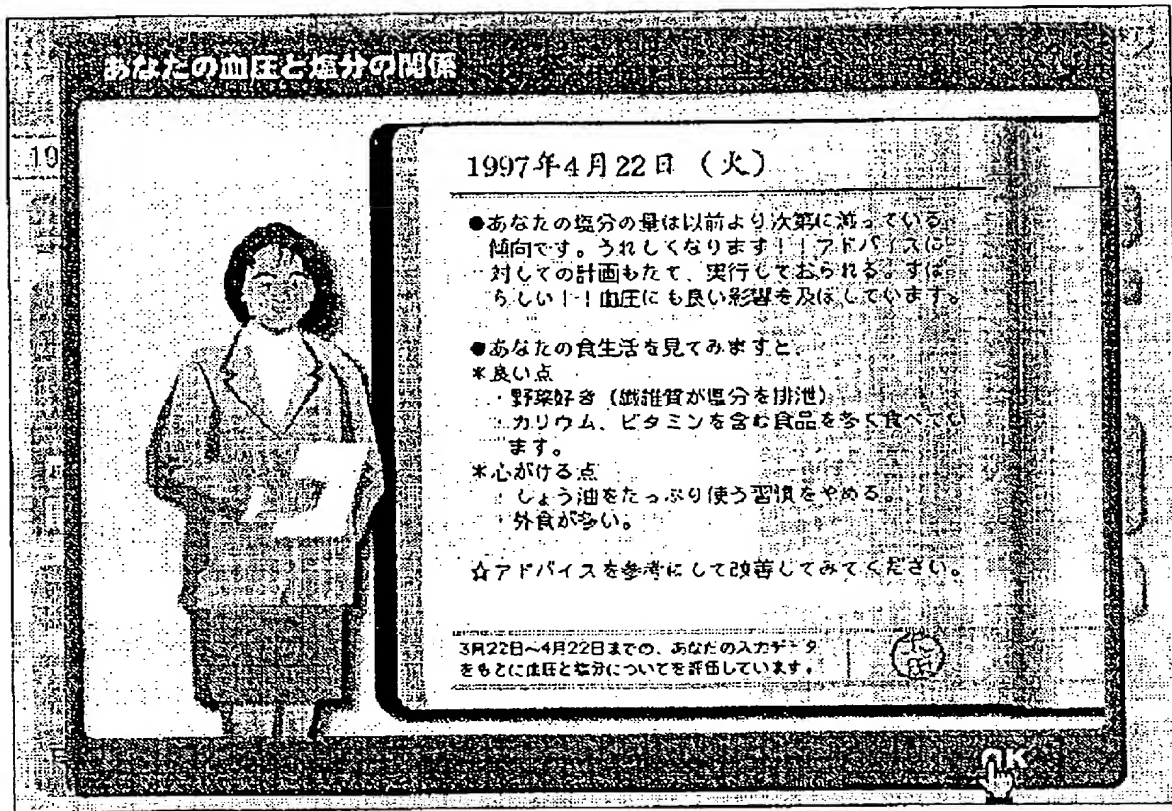 あなたの血圧と塩分の関係
19
1997年4月22日（火）
●あなたの塩分の量は以前より次第に減っている
傾向です。うれしくなります！！アドバイスに
対しての計画もたて、実行しておられる。すば
らしい！！血圧にも良い影響を及ぼしています。
●あなたの食生活を見てみますと、
＊良い点
・野菜好き（繊維質が塩分を排泄）
・カリウム、ビタミンを含む食品を多く食べてい
ます。
＊心がける点
・しょう油をたっぷり使う習慣をやめる。
・外食が多い。
☆アドバイスを参考にして改善してみてください。
3月22日～4月22日までの、あなたの入力データ
をもとに血圧と塩分についてを評価しています。
OK